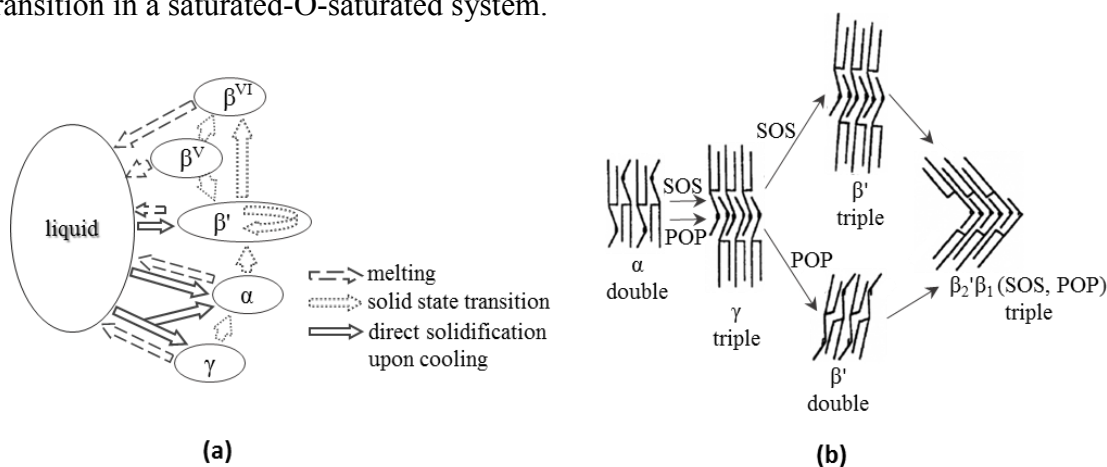 ransition in a saturated-O-saturated system.
β^VI
β^V
liquid
β'
α
γ
melting
solid state transition
direct solidification
upon cooling
(a)
SOS
SOS
POP
POP
α
double
γ
triple
β'
triple
β'
double
β₂'β₁ (SOS, POP)
triple
(b)